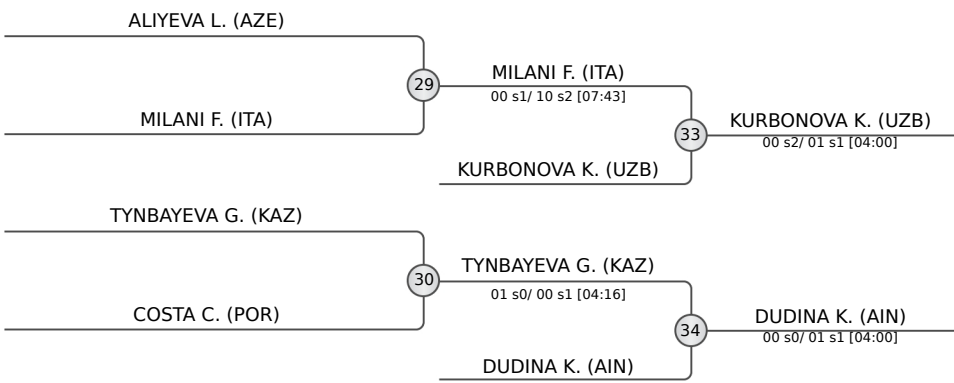 ALIYEVA L. (AZE)
29
MILANI F. (ITA)
MILANI F. (ITA)
00 s1/ 10 s2 [07:43]
33
KURBONOVA K. (UZB)
KURBONOVA K. (UZB)
00 s2/ 01 s1 [04:00]
TYNBAYEVA G. (KAZ)
30
COSTA C. (POR)
TYNBAYEVA G. (KAZ)
01 s0/ 00 s1 [04:16]
34
DUDINA K. (AIN)
DUDINA K. (AIN)
00 s0/ 01 s1 [04:00]